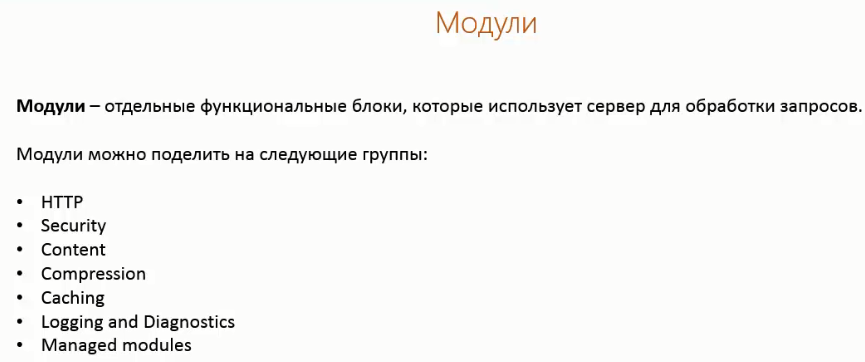 Модули
Модули – отдельные функциональные блоки, которые использует сервер для обработки запросов.
Модули можно поделить на следующие группы:
• HTTP
• Security
• Content
• Compression
• Caching
• Logging and Diagnostics
• Managed modules